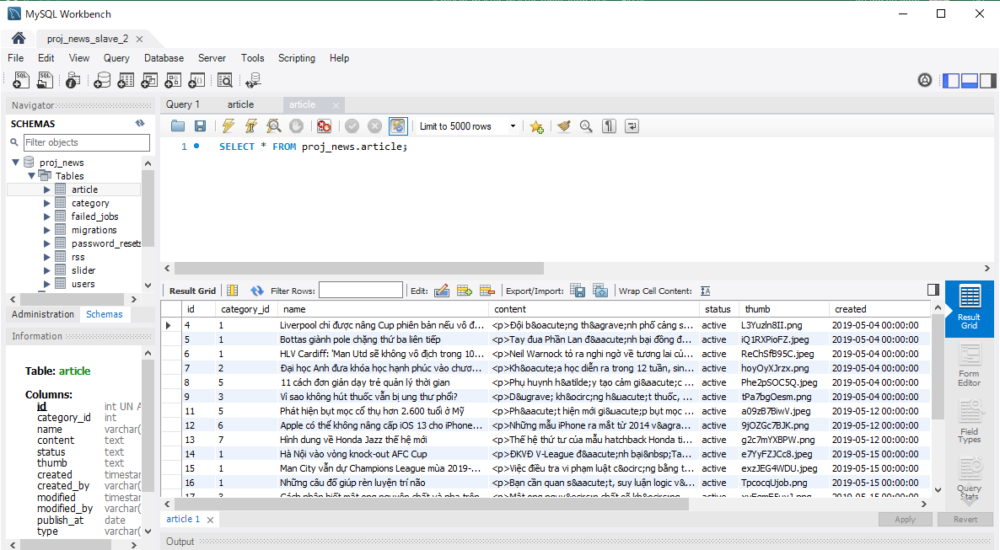 MySQL Workbench
proj_news_slave_2
File Edit View Query Database Server Tools Scripting Help
Navigator
SCHEMAS
Filter objects
proj_news
Tables
article
category
failed_jobs
migrations
password_resets
rss
slider
users
Administration Schemas
Information
Table: article
Columns:
id int UN A
category_id int
name varchar(
content text
status text
thumb text
created timestar
created_by varchar(
modified timestar
modified_by varchar(
publish_at date
type varchar(
Query 1 article article
Limit to 5000 rows
1 SELECT * FROM proj_news.article;
Result Grid Filter Rows: Edit: Export/Import: Wrap Cell Content:
id category_id name content status thumb created
4 1 Liverpool chỉ được nâng Cup phiên bản nếu vô đ... <p>Đội b&oacute;ng th&agrave;nh phố cảng s... active L3Yuzln8II.png 2019-05-04 00:00:00
5 1 Bottas giành pole chặng thứ ba liên tiếp <p>Tay đua Phần Lan đ&aacute;nh bại đồng đ... active iQ1RXPioFZ.jpeg 2019-05-04 00:00:00
6 1 HLV Cardiff: 'Man Utd sẽ không vô địch trong 10... <p>Neil Warnock tỏ ra nghi ngờ về tương lai củ... active ReChSfB95C.jpeg 2019-05-04 00:00:00
7 2 Đại học Anh đưa khóa học hạnh phúc vào chươ... <p>Kh&oacute;a học diễn ra trong 12 tuần, sin... active hoyOyXJrzx.png 2019-05-04 00:00:00
8 5 11 cách đơn giản dạy trẻ quản lý thời gian <p>Phụ huynh h&atilde;y tạo cảm gi&aacute;c ... active Phe2pSOC5Q.jpeg 2019-05-04 00:00:00
9 3 Vì sao không hút thuốc vẫn bị ung thư phổi? <p>D&ugrave; kh&ocirc;ng h&uacute;t thuốc, ... active tPa7bgOesm.png 2019-05-04 00:00:00
11 5 Phát hiện bụt mọc cổ thụ hơn 2.600 tuổi ở Mỹ <p>Ph&aacute;t hiện mới gi&uacute;p bụt mọc ... active a09zB7BiwV.jpeg 2019-05-12 00:00:00
12 6 Apple có thể không nâng cấp iOS 13 cho iPhone... <p>Những mẫu iPhone ra mắt từ 2014 v&agra... active 9jOZGc7BJK.png 2019-05-12 00:00:00
13 7 Hình dung về Honda Jazz thế hệ mới <p>Thế hệ thứ tư của mẫu hatchback Honda ti... active g2c7mYXBPW.png 2019-05-12 00:00:00
14 1 Hà Nội vào vòng knock-out AFC Cup <p>ĐKVĐ V-League đ&aacute;nh bại&nbsp;Ta... active e7YyFZJCc8.jpeg 2019-05-12 00:00:00
15 1 Man City vẫn dự Champions League mùa 2019-... <p>Việc điều tra vi phạm luật c&ocirc;ng bằng t... active exzJEG4WDU.jpeg 2019-05-15 00:00:00
16 1 Những câu đố giúp rèn luyện trí não <p>Bạn cần quan s&aacute;t, suy luận logic v&... active TpcocqUjob.png 2019-05-15 00:00:00
Result Grid
Form Editor
Field Types
Query Stats
article 1 Apply Revert
Output